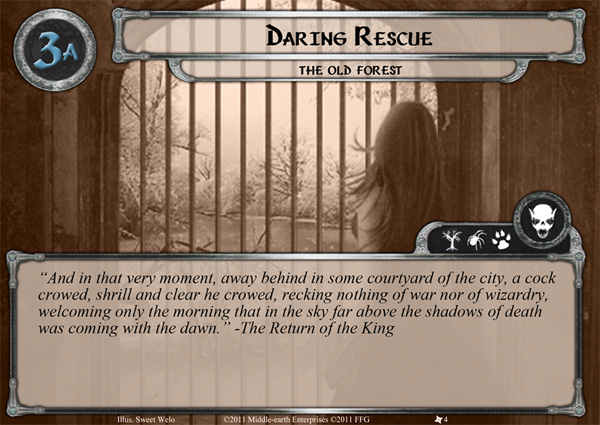 3A
DARING RESCUE
THE OLD FOREST
“And in that very moment, away behind in some courtyard of the city, a cock
crowed, shrill and clear he crowed, recking nothing of war nor of wizardry,
welcoming only the morning that in the sky far above the shadows of death
was coming with the dawn.” -The Return of the King
Illus. Sweet Welo ©2011 Middle-earth Enterprises ©2011 FFG 4